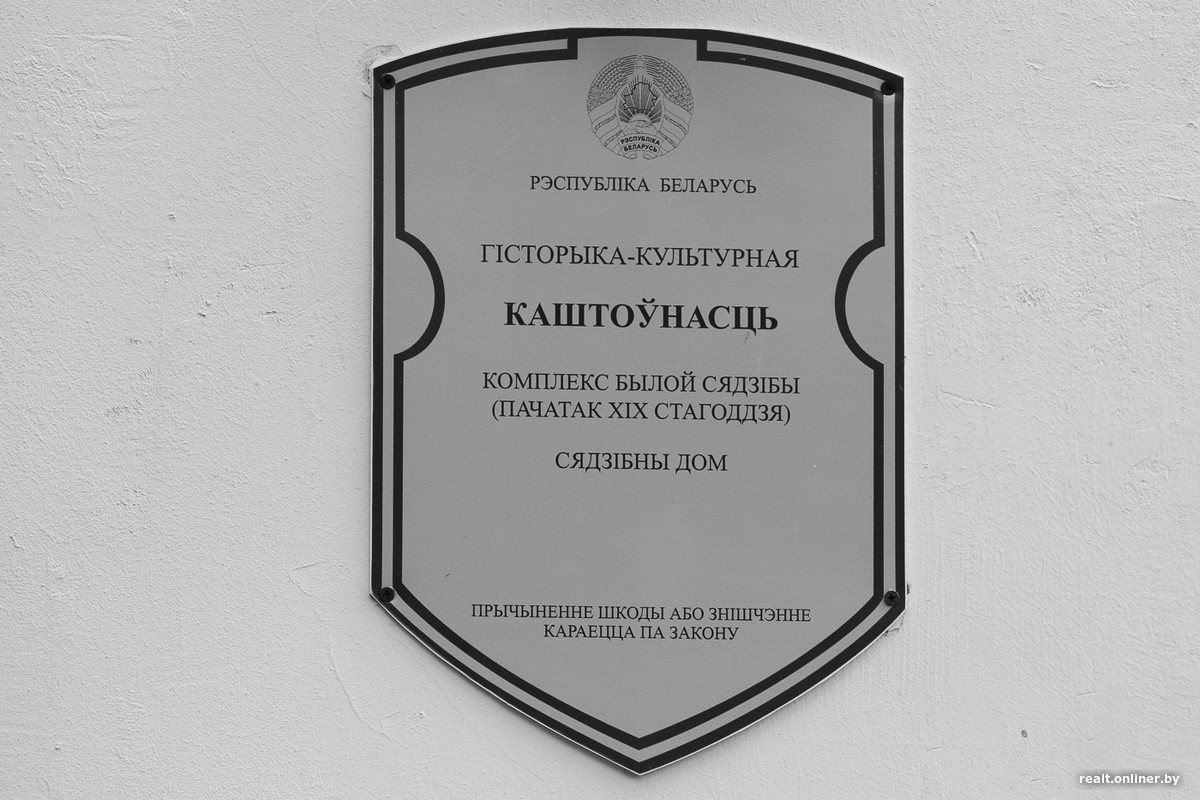 РЭСПУБЛІКА
БЕЛАРУСЬ
РЭСПУБЛІКА БЕЛАРУСЬ
ГІСТОРЫКА-КУЛЬТУРНАЯ
КАШТОЎНАСЦЬ
КОМПЛЕКС БЫЛОЙ СЯДЗІБЫ
(ПАЧАТАК XIX СТАГОДДЗЯ)
СЯДЗІБНЫ ДОМ
ПРЫЧЫНЕННЕ ШКОДЫ АБО ЗНІШЧЭННЕ
КАРАЕЦЦА ПА ЗАКОНУ
realt.onliner.by